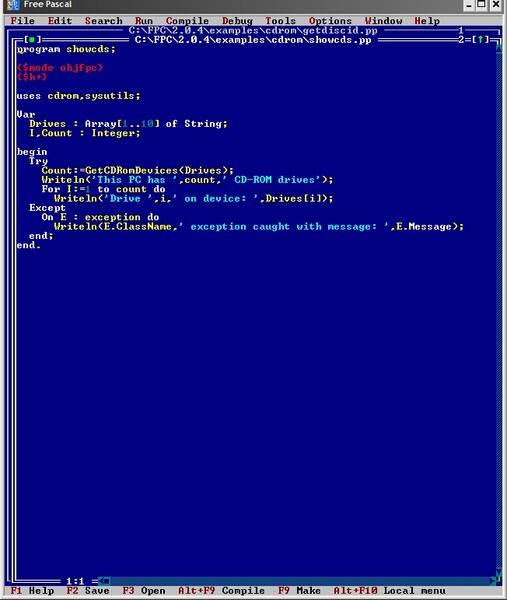 Free Pascal
File Edit Search Run Compile Debug Tools Options Window Help
C:\FPC\2.0.4\examples\cdrom\getdiscid.pp 1
[■] C:\FPC\2.0.4\examples\cdrom\showcds.pp 2=[↑]
program showcds;
{$mode objfpc}
{$h+}
uses cdrom,sysutils;
Var
Drives : Array[1..10] of String;
I,Count : Integer;
begin
Try
Count:=GetCDRomDevices(Drives);
Writeln('This PC has ',count,' CD-ROM drives');
For I:=1 to count do
Writeln('Drive ',i,' on device: ',Drives[i]);
Except
On E : exception do
Writeln(E.ClassName,' exception caught with message: ',E.Message);
end;
end.
1:1
F1 Help F2 Save F3 Open Alt+F9 Compile F9 Make Alt+F10 Local menu